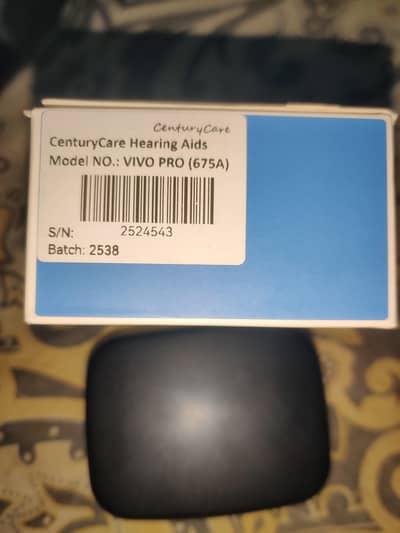 CenturyCare
CenturyCare Hearing Aids
Model NO.: VIVO PRO (675A)
S/N: 2524543
Batch: 2538